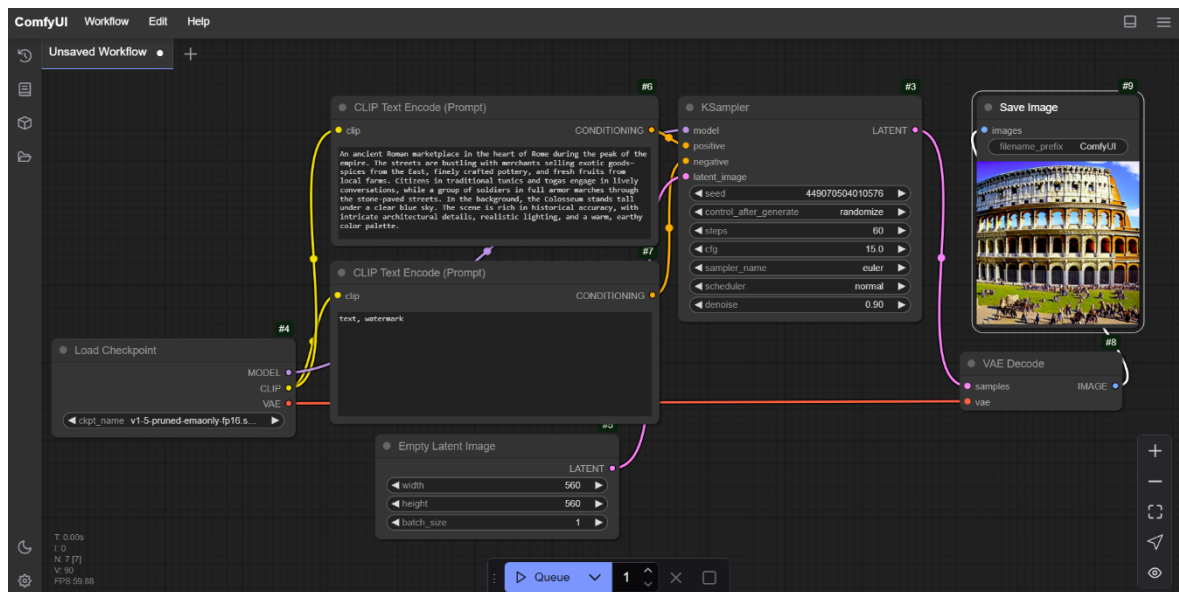 ComfyUI Workflow Edit Help
Unsaved Workflow
#6
CLIP Text Encode (Prompt)
clip CONDITIONING
An ancient Roman marketplace in the heart of Rome during the peak of the
empire. The streets are bustling with merchants selling exotic goods—
spices from the East, finely crafted pottery, and fresh fruits from
local farms. Citizens in traditional tunics and togas engage in lively
conversations, while a group of soldiers in full armor marches through
the stone-paved streets. In the background, the Colosseum stands tall
under a clear blue sky. The scene is rich in historical accuracy, with
intricate architectural details, realistic lighting, and a warm, earthy
color palette.
#7
CLIP Text Encode (Prompt)
clip CONDITIONING
text, watermark
#4
Load Checkpoint
MODEL
CLIP
VAE
ckpt_name v1-5-pruned-emaonly-fp16.s...
#5
Empty Latent Image
LATENT
width 560
height 560
batch_size 1
#3
KSampler
model LATENT
positive
negative
latent_image
seed 449070504010576
control_after_generate randomize
steps 60
cfg 15.0
sampler_name euler
scheduler normal
denoise 0.90
#9
Save Image
images
filename_prefix ComfyUI
#8
VAE Decode
samples IMAGE
vae
T: 0.00s
I: 0
N: 7 [7]
V: 90
FPS:59.88
Queue 1